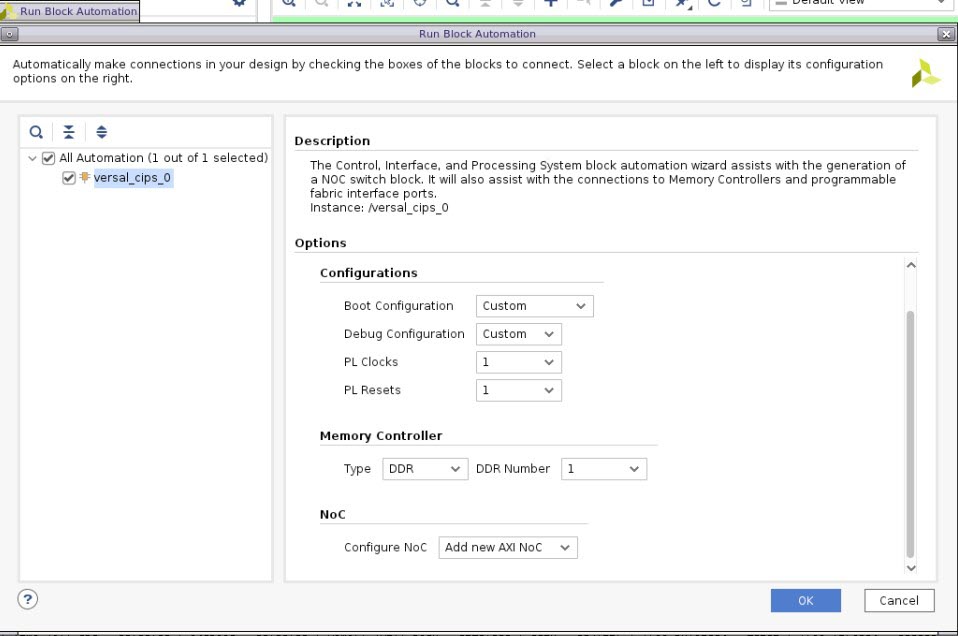 Run Block Automation
Default View
Run Block Automation
Automatically make connections in your design by checking the boxes of the blocks to connect. Select a block on the left to display its configuration
options on the right.
All Automation (1 out of 1 selected)
versal_cips_0
Description
The Control, Interface, and Processing System block automation wizard assists with the generation of
a NOC switch block. It will also assist with the connections to Memory Controllers and programmable
fabric interface ports.
Instance: /versal_cips_0
Options
Configurations
Boot Configuration Custom
Debug Configuration Custom
PL Clocks 1
PL Resets 1
Memory Controller
Type DDR DDR Number 1
NoC
Configure NoC Add new AXI NoC
? OK Cancel